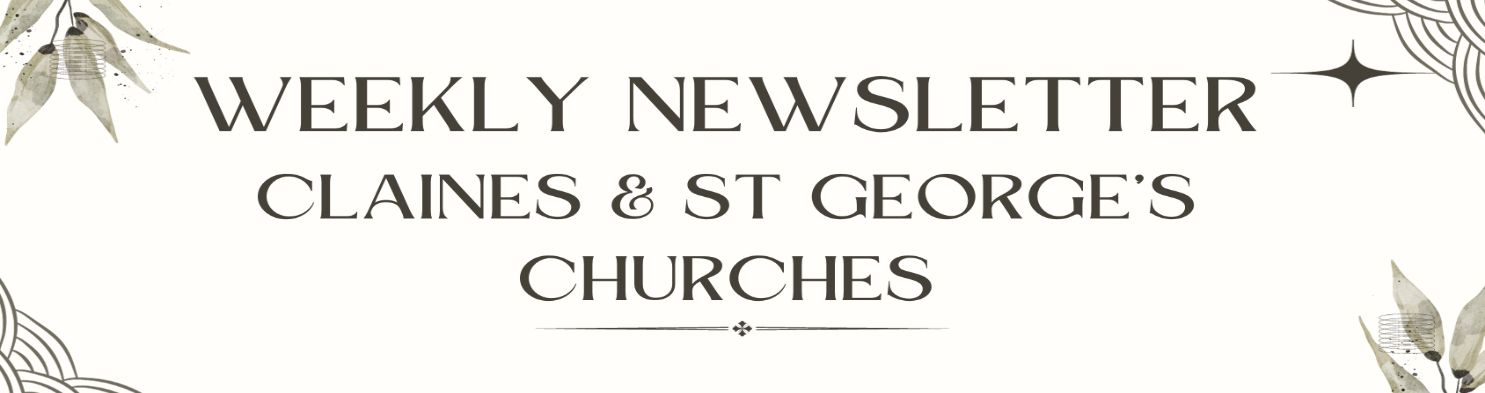 WEEKLY NEWSLETTER
CLAINES & ST GEORGE'S
CHURCHES